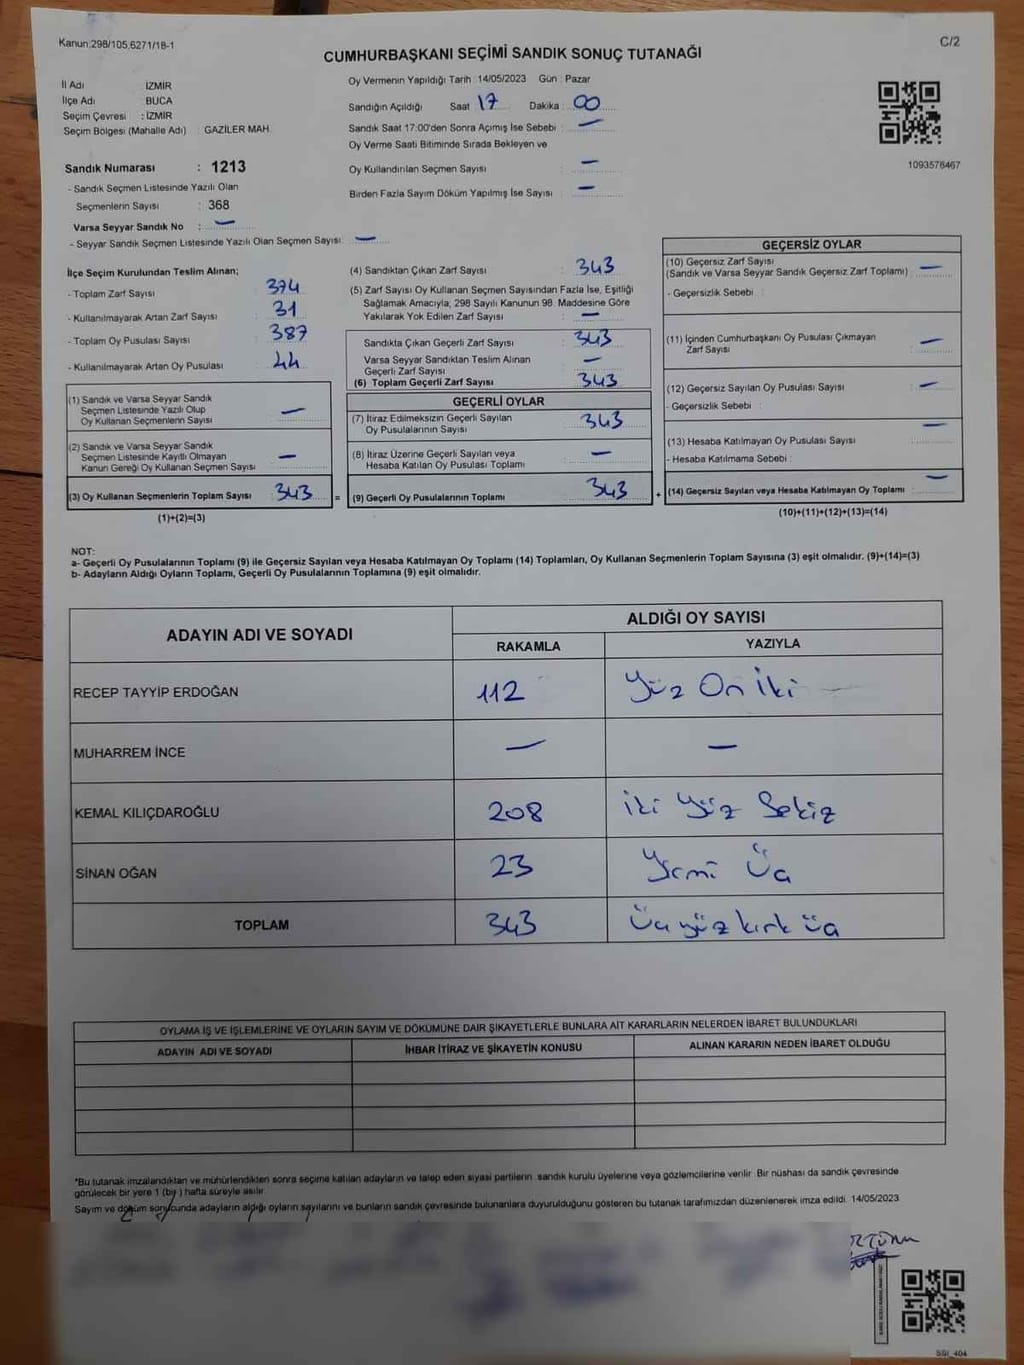 Kanun:298/105,6271/18-1
C/2
CUMHURBAŞKANI SEÇİMİ SANDIK SONUÇ TUTANAĞI
İl Adı : İZMİR
İlçe Adı : BUCA
Seçim Çevresi : İZMİR
Seçim Bölgesi (Mahalle Adı) : GAZİLER MAH.
Oy Vermenin Yapıldığı Tarih : 14/05/2023 Gün : Pazar
Sandığın Açıldığı Saat 17 Dakika : 00
Sandık Saat 17:00'den Sonra Açımış İse Sebebi : —
Oy Verme Saati Bitiminde Sırada Bekleyen ve
Oy Kullandırılan Seçmen Sayısı : —
Birden Fazla Sayım Döküm Yapılmış İse Sayısı : —
1093576467
Sandık Numarası : 1213
- Sandık Seçmen Listesinde Yazılı Olan
Seçmenlerin Sayısı : 368
Varsa Seyyar Sandık No : —
- Seyyar Sandık Seçmen Listesinde Yazılı Olan Seçmen Sayısı: —
İlçe Seçim Kurulundan Teslim Alınan;
- Toplam Zarf Sayısı 374
- Kullanılmayarak Artan Zarf Sayısı : 31
- Toplam Oy Pusulası Sayısı : 387
- Kullanılmayarak Artan Oy Pusulası : 44
(1) Sandık ve Varsa Seyyar Sandık
Seçmen Listesinde Yazılı Olup
Oy Kullanan Seçmenlerin Sayısı —
(2) Sandık ve Varsa Seyyar Sandık
Seçmen Listesinde Kayıtlı Olmayan
Kanun Gereği Oy Kullanan Seçmen Sayısı —
(3) Oy Kullanan Seçmenlerin Toplam Sayısı : 343 =
(1)+(2)=(3)
(4) Sandıktan Çıkan Zarf Sayısı : 343
(5) Zarf Sayısı Oy Kullanan Seçmen Sayısından Fazla İse, Eşitliği
Sağlamak Amacıyla, 298 Sayılı Kanunun 98. Maddesine Göre
Yakılarak Yok Edilen Zarf Sayısı : —
Sandıkta Çıkan Geçerli Zarf Sayısı : 343
Varsa Seyyar Sandıktan Teslim Alınan
Geçerli Zarf Sayısı : —
(6) Toplam Geçerli Zarf Sayısı : 343
GEÇERLİ OYLAR
(7) İtiraz Edilmeksizin Geçerli Sayılan
Oy Pusulalarının Sayısı : 343
(8) İtiraz Üzerine Geçerli Sayılan veya
Hesaba Katılan Oy Pusulası Toplamı : —
(9) Geçerli Oy Pusulalarının Toplamı 343 +
GEÇERSİZ OYLAR
(10) Geçersiz Zarf Sayısı
(Sandık ve Varsa Seyyar Sandık Geçersiz Zarf Toplamı) : —
- Geçersizlik Sebebi :
(11) İçinden Cumhurbaşkanı Oy Pusulası Çıkmayan
Zarf Sayısı : —
(12) Geçersiz Sayılan Oy Pusulası Sayısı : —
- Geçersizlik Sebebi :
(13) Hesaba Katılmayan Oy Pusulası Sayısı : —
- Hesaba Katılmama Sebebi :
(14) Geçersiz Sayılan veya Hesaba Katılmayan Oy Toplamı : —
(10)+(11)+(12)+(13)=(14)
NOT:
a- Geçerli Oy Pusulalarının Toplamı (9) ile Geçersiz Sayılan veya Hesaba Katılmayan Oy Toplamı (14) Toplamları, Oy Kullanan Seçmenlerin Toplam Sayısına (3) eşit olmalıdır. (9)+(14)=(3)
b- Adayların Aldığı Oyların Toplamı, Geçerli Oy Pusulalarının Toplamına (9) eşit olmalıdır.
ADAYIN ADI VE SOYADI
ALDIĞI OY SAYISI
RAKAMLA YAZIYLA
RECEP TAYYİP ERDOĞAN 112 Yüz On İki
MUHARREM İNCE — —
KEMAL KILIÇDAROĞLU 208 iki Yüz Sekiz
SİNAN OĞAN 23 Yirmi Üç
TOPLAM 343 Üç yüz kırk üç
OYLAMA İŞ VE İŞLEMLERİNE VE OYLARIN SAYIM VE DÖKÜMÜNE DAİR ŞİKAYETLERLE BUNLARA AİT KARARLARIN NELERDEN İBARET BULUNDUKLARI
ADAYIN ADI VE SOYADI İHBAR İTİRAZ VE ŞİKAYETİN KONUSU ALINAN KARARIN NEDEN İBARET OLDUĞU
*Bu tutanak imzalandıktan ve mühürlendikten sonra seçime katılan adayların ve talep eden siyasi partilerin sandık kurulu üyelerine veya gözlemcilerine verilir. Bir nüshası da sandık çevresinde
görülecek bir yere 1 (bir) hafta süreyle asılır.
Sayım ve döküm sonucunda adayların aldığı oyların sayılarını ve bunların sandık çevresinde bulunanlara duyurulduğunu gösteren bu tutanak tarafımızdan düzenlenerek imza edildi. 14/05/2023